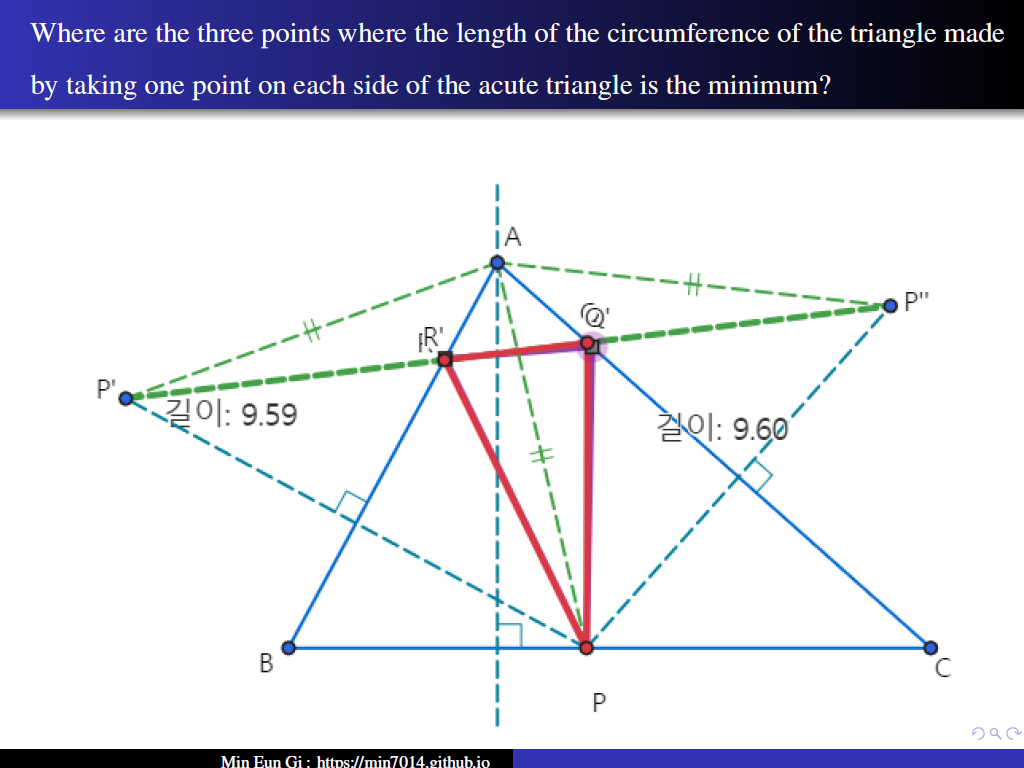 Where are the three points where the length of the circumference of the triangle made
by taking one point on each side of the acute triangle is the minimum?
A
P''
Q'
R'
P'
길이: 9.59
길이: 9.60
B
C
P
Min Eun Gi : https://min7014.github.io